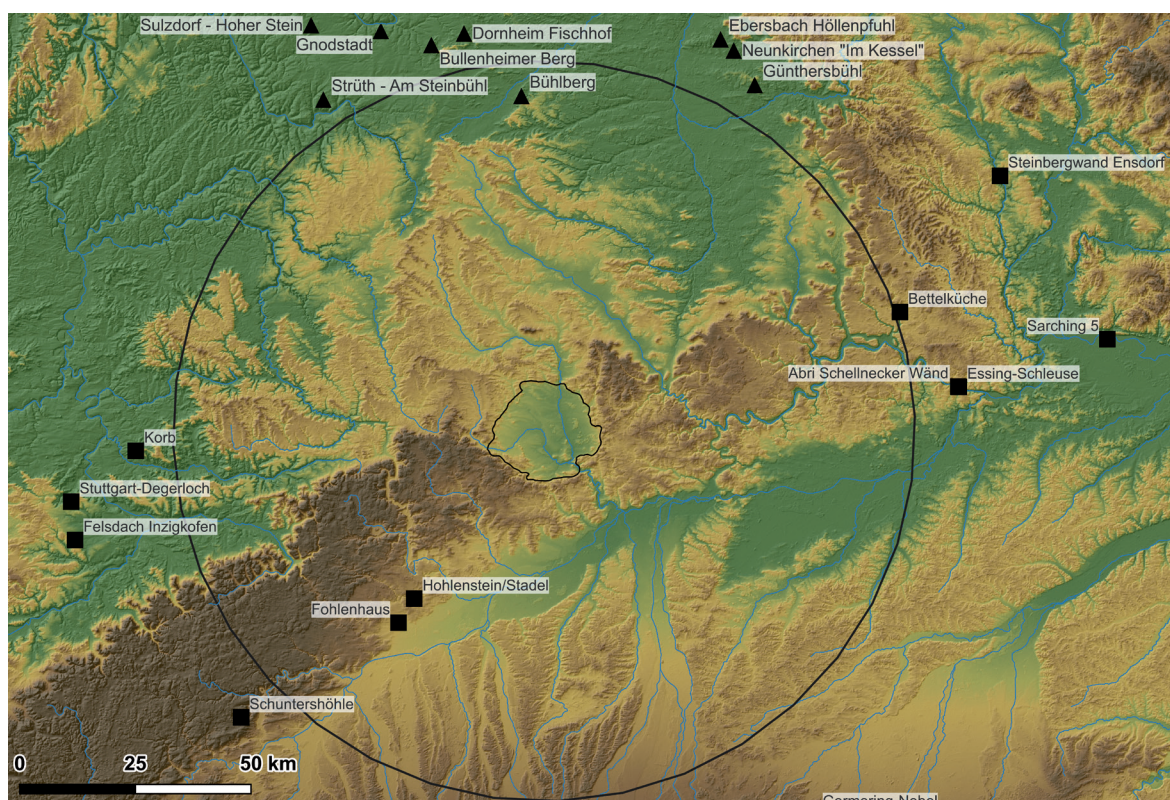 Sulzdorf - Hoher Stein
Gnodstadt
Dornheim Fischhof
Bullenheimer Berg
Ebersbach Höllenpfuhl
Neunkirchen "Im Kessel"
Günthersbühl
Strüth - Am Steinbühl
Bühlberg
Steinbergwand Ensdorf
Bettelküche
Sarching 5
Abri Schellnecker Wänd
Essing-Schleuse
Korb
Stuttgart-Degerloch
Felsdach Inzigkofen
Hohlenstein/Stadel
Fohlenhaus
Schuntershöhle
0 25 50 km